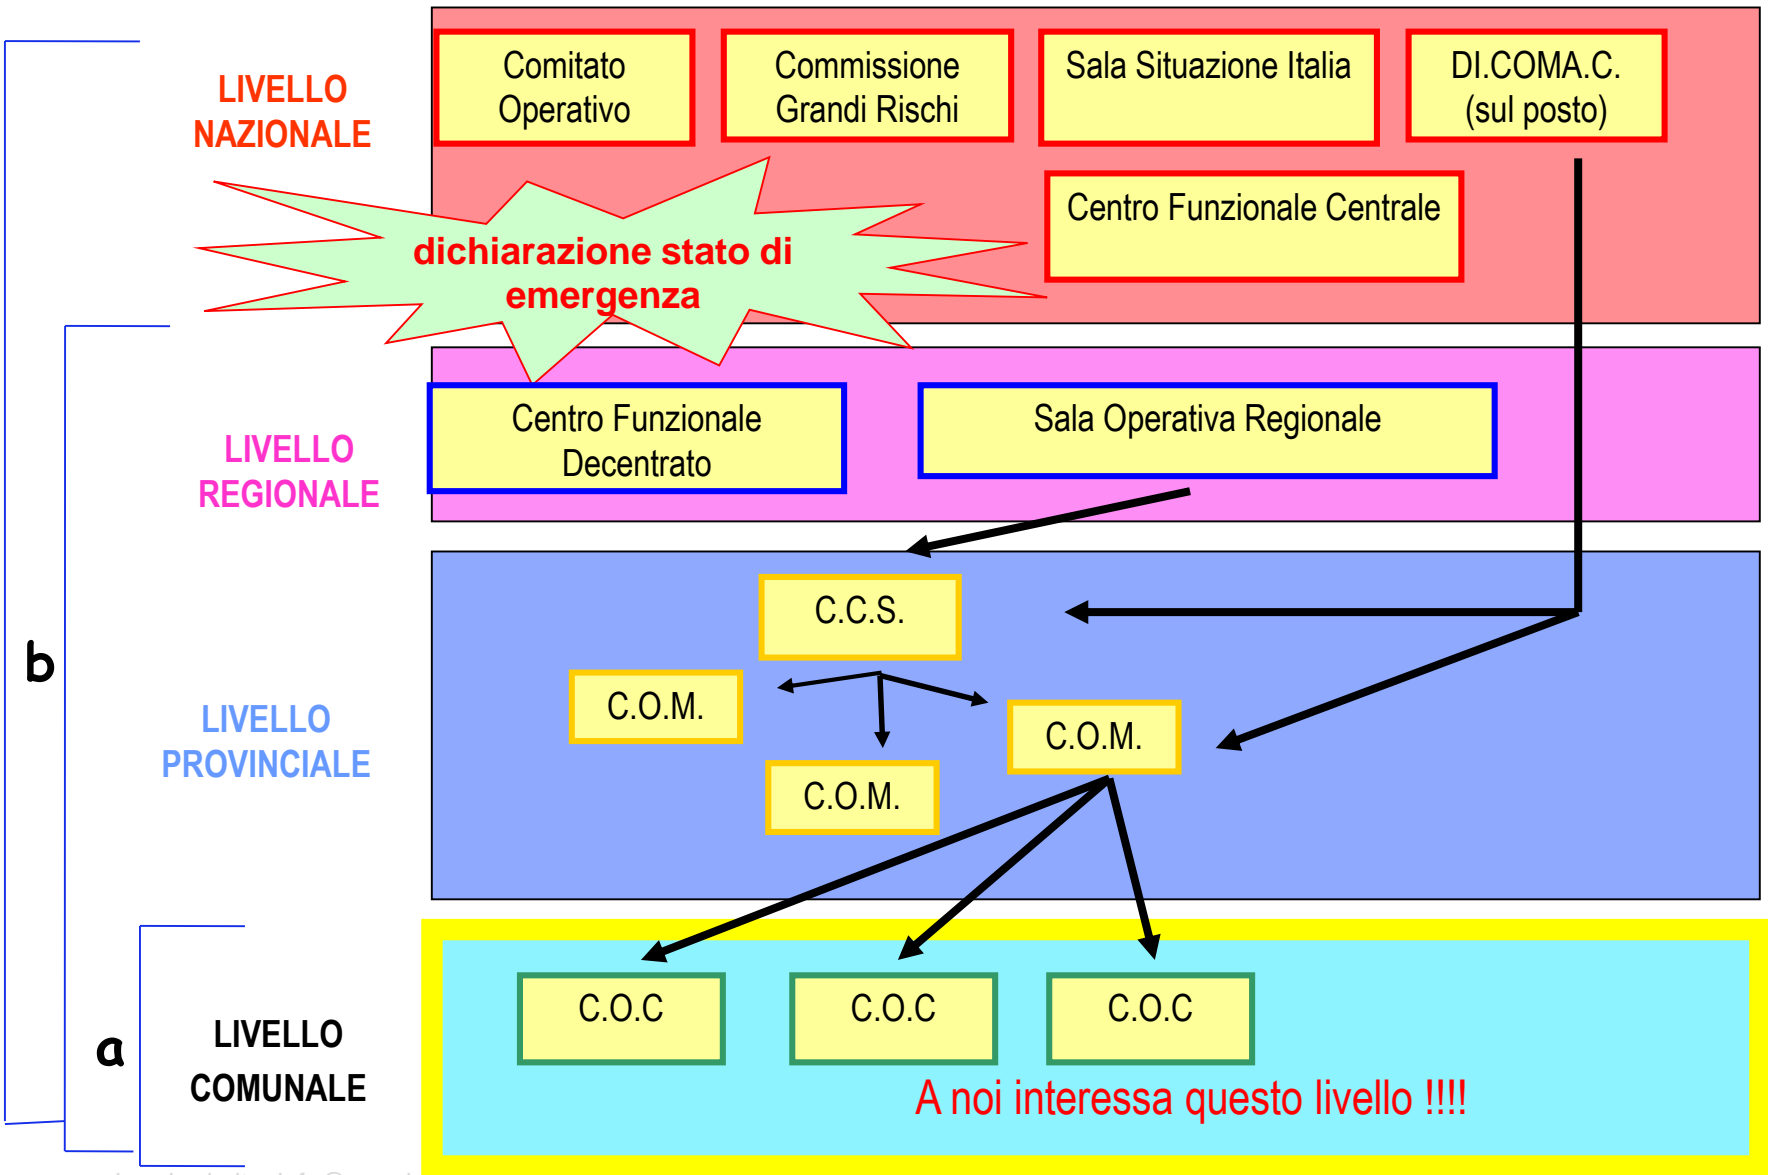 Comitato
Operativo
Commissione
Grandi Rischi
Sala Situazione Italia
DI.COMA.C.
(sul posto)
LIVELLO
NAZIONALE
Centro Funzionale Centrale
dichiarazione stato di
emergenza
Centro Funzionale
Decentrato
Sala Operativa Regionale
LIVELLO
REGIONALE
C.C.S.
b
C.O.M.
C.O.M.
C.O.M.
LIVELLO
PROVINCIALE
C.O.C
C.O.C
C.O.C
a
LIVELLO
COMUNALE
A noi interessa questo livello !!!!